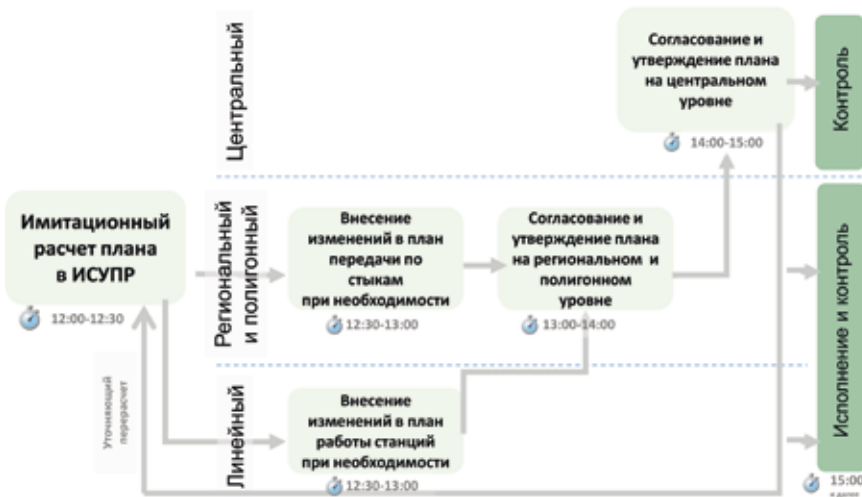 Центральный
Согласование и
утверждение плана
на центральном
уровне
14:00-15:00
Контроль
Имитационный
расчет плана
в ИСУПР
12:00-12:30
Региональный
и полигонный
Внесение
изменений в план
передачи по
стыкам
при необходимости
12:30-13:00
Согласование и
утверждение плана
на региональном и
полигонном
уровне
13:00-14:00
Исполнение и контроль
Уточняющий
перерасчет
Линейный
Внесение
изменений в план
работы станций
при необходимости
12:30-13:00
15:00